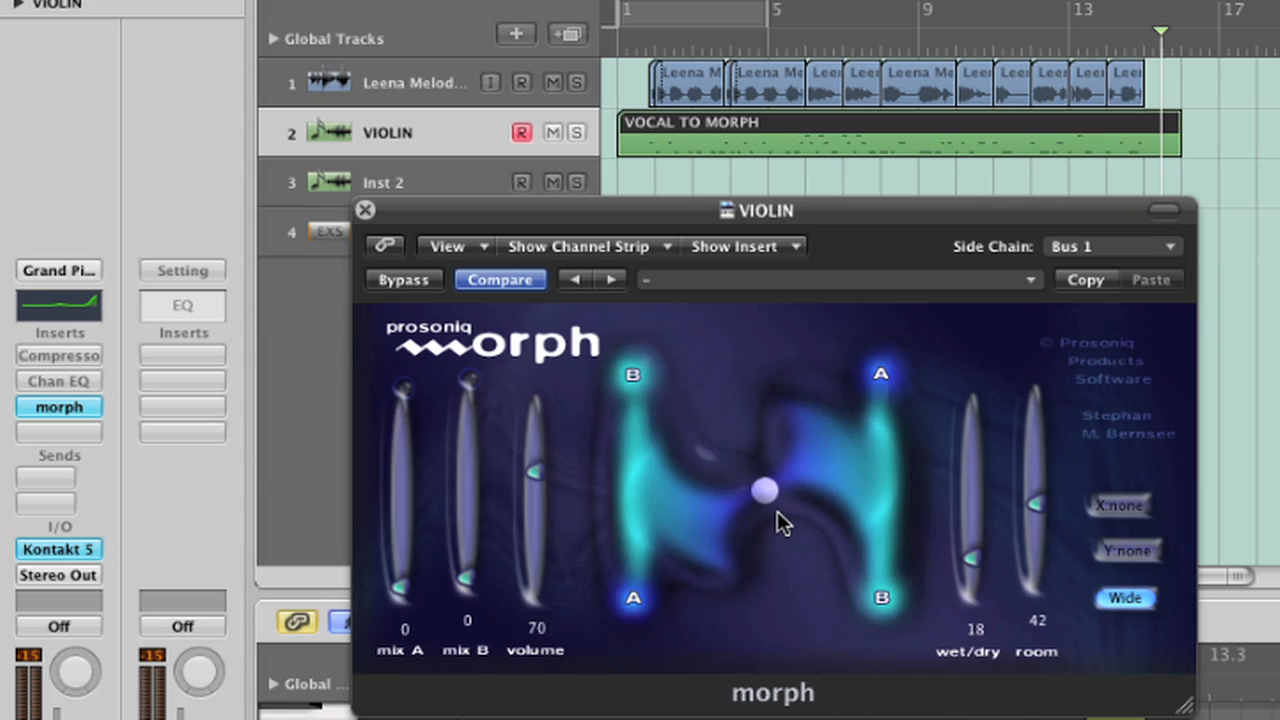 VIOLIN
1 5 9 13 17
Global Tracks
1 Leena Melod... I R M S
Leena M Leena Me Leer Leer Leena Me Leer Leer Leer Leer Leer
2 VIOLIN R M S
VOCAL TO MORPH
3 Inst 2 R M S
4 EXS
VIOLIN
View Show Channel Strip Show Insert Side Chain: Bus 1
Bypass Compare - Copy Paste
Grand Pi... Setting
EQ
Inserts Inserts
Compresso
Chan EQ
morph
Sends
I/O
Kontakt 5
Stereo Out
Off Off
-15 -15
prosoniq
morph
© Prosoniq
Products
Software
Stephan
M. Bernsee
B A
A B
X:none
Y:none
Wide
0 0 70 18 42
mix A mix B volume wet/dry room
morph
Global ...
13.3